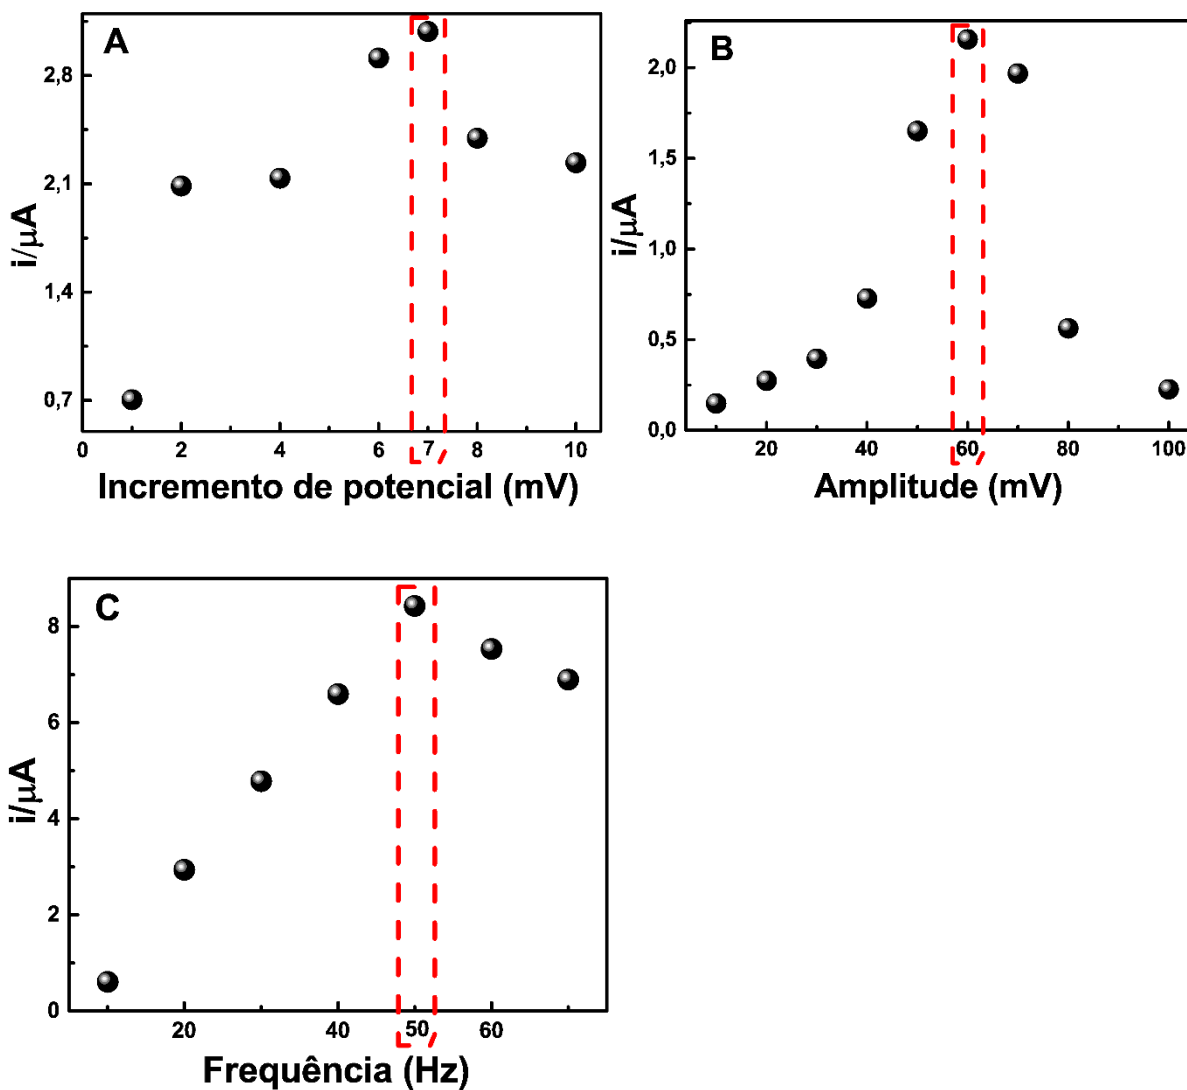 A
i/μA
2,8
2,1
1,4
0,7
0 2 4 6 7 8 10
Incremento de potencial (mV)
B
i/μA
2,0
1,5
1,0
0,5
0,0
20 40 60 80 100
Amplitude (mV)
C
i/μA
8
6
4
2
0
20 40 50 60
Frequência (Hz)